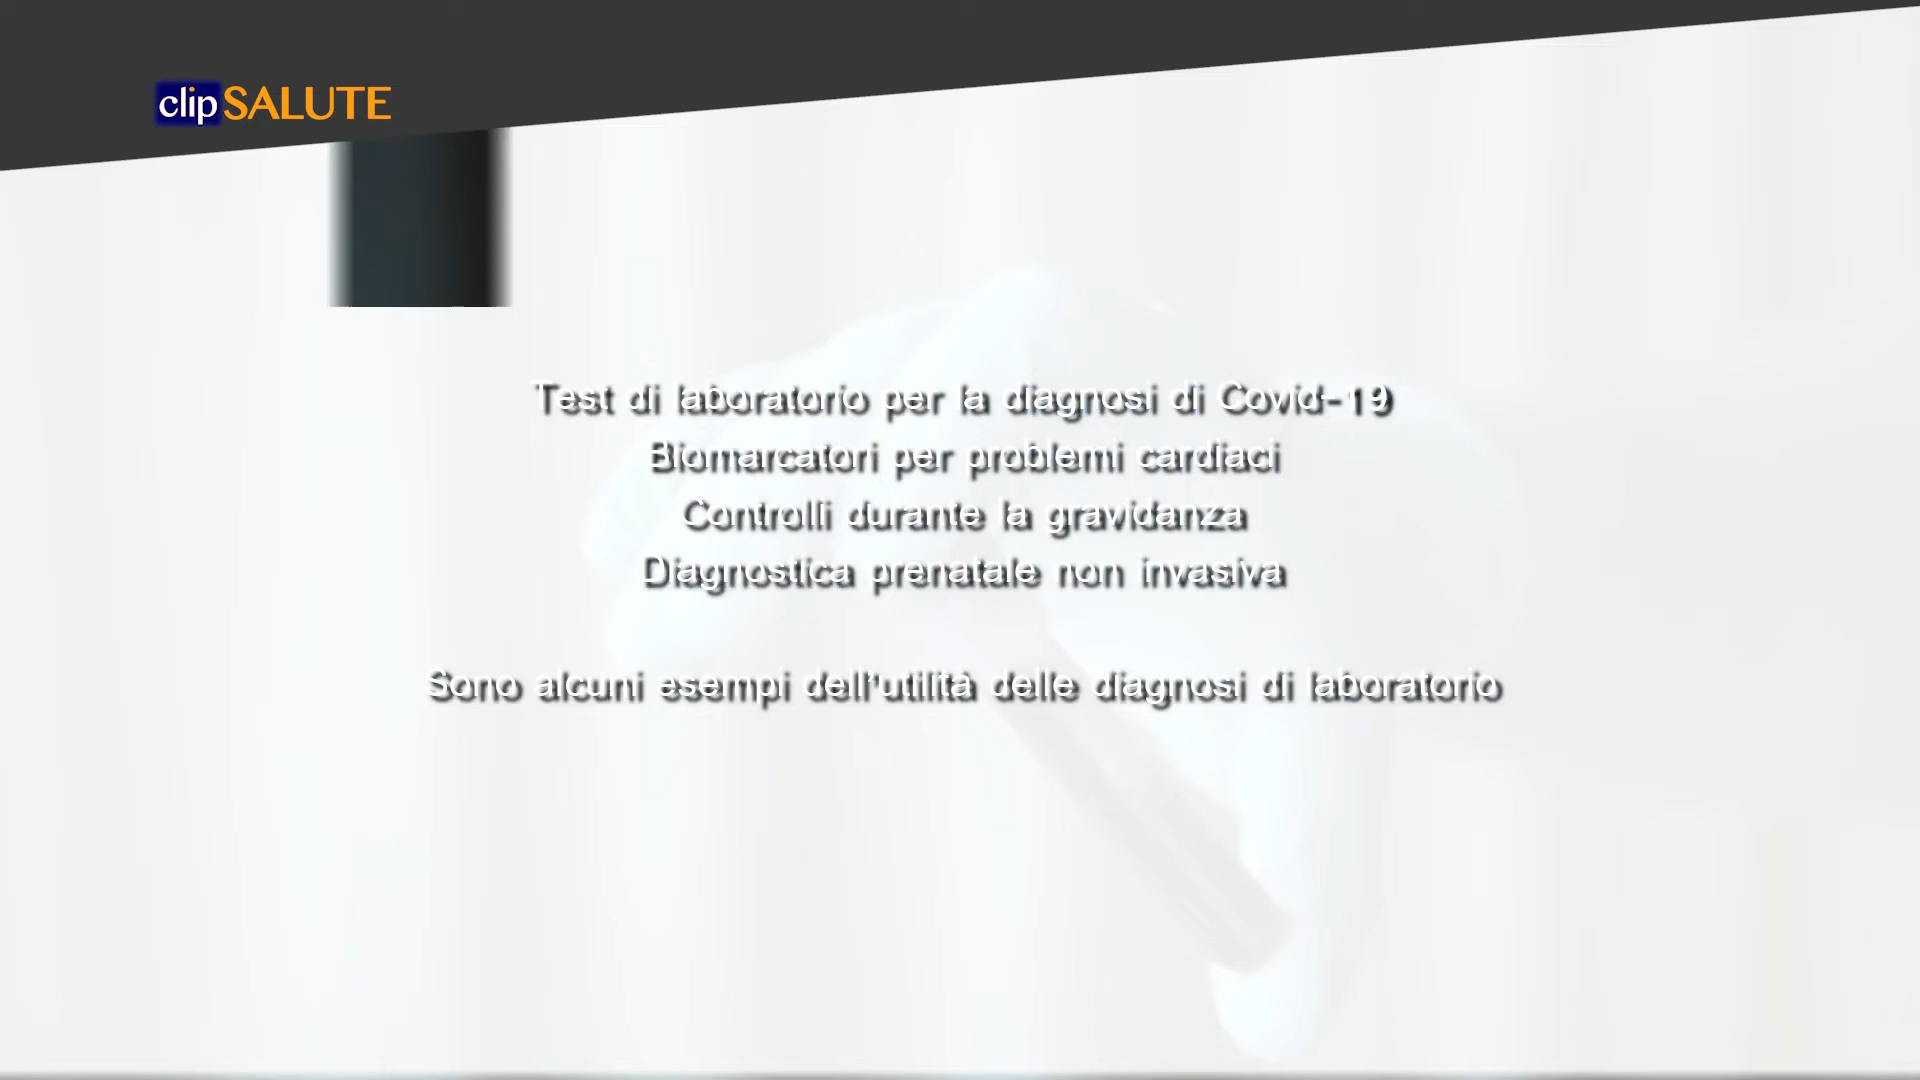 clipSALUTE
Test di laboratorio per la diagnosi di Covid-19
Biomarcatori per problemi cardiaci
Controlli durante la gravidanza
Diagnostica prenatale non invasiva
Sono alcuni esempi dell'utilità delle diagnosi di laboratorio